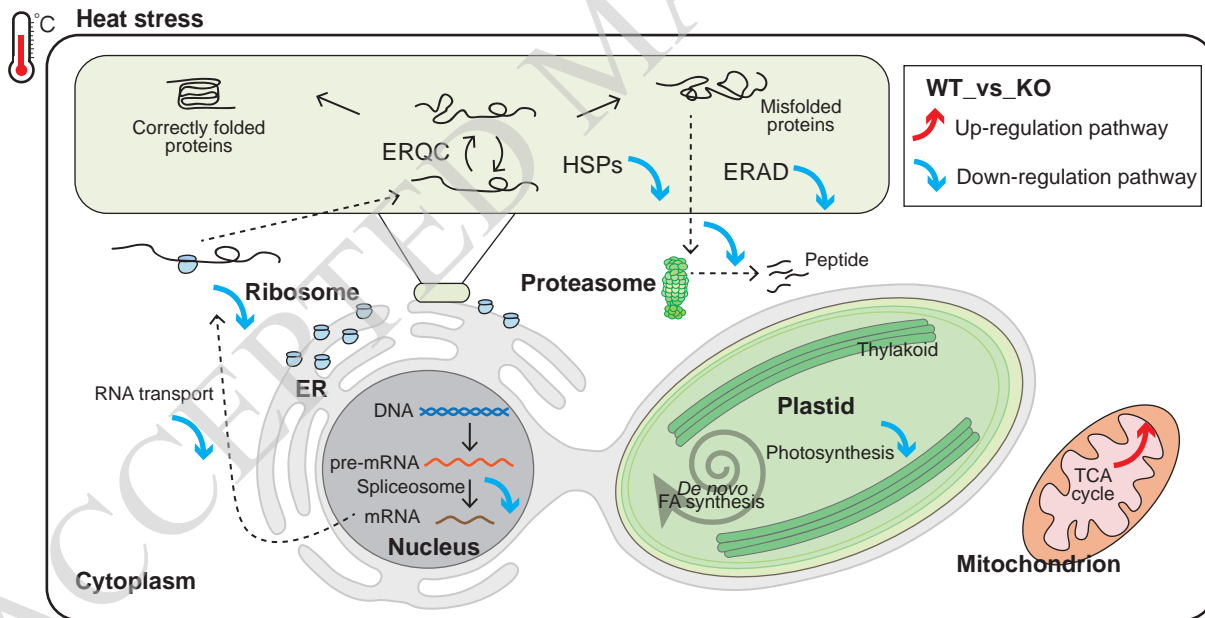 °C
Heat stress
Correctly folded
proteins
ERQC
HSPs
Misfolded
proteins
ERAD
WT_vs_KO
Up-regulation pathway
Down-regulation pathway
Ribosome
Proteasome
Peptide
ER
RNA transport
DNA
pre-mRNA
Spliceosome
mRNA
Nucleus
Thylakoid
Plastid
Photosynthesis
De novo
FA synthesis
TCA
cycle
Mitochondrion
Cytoplasm
ACCEPTED MA